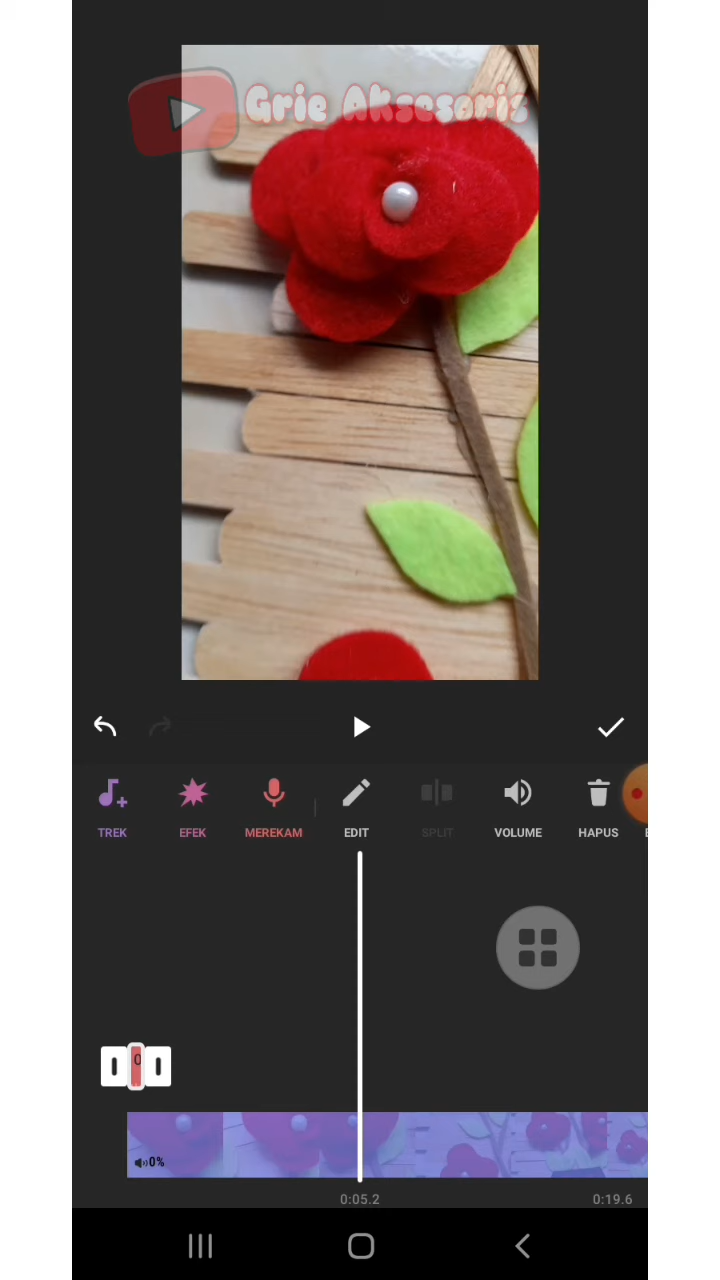 Grie Aksesoris
TREK
EFEK
MEREKAM
EDIT
SPLIT
VOLUME
HAPUS
0%
0:05.2
0:19.6